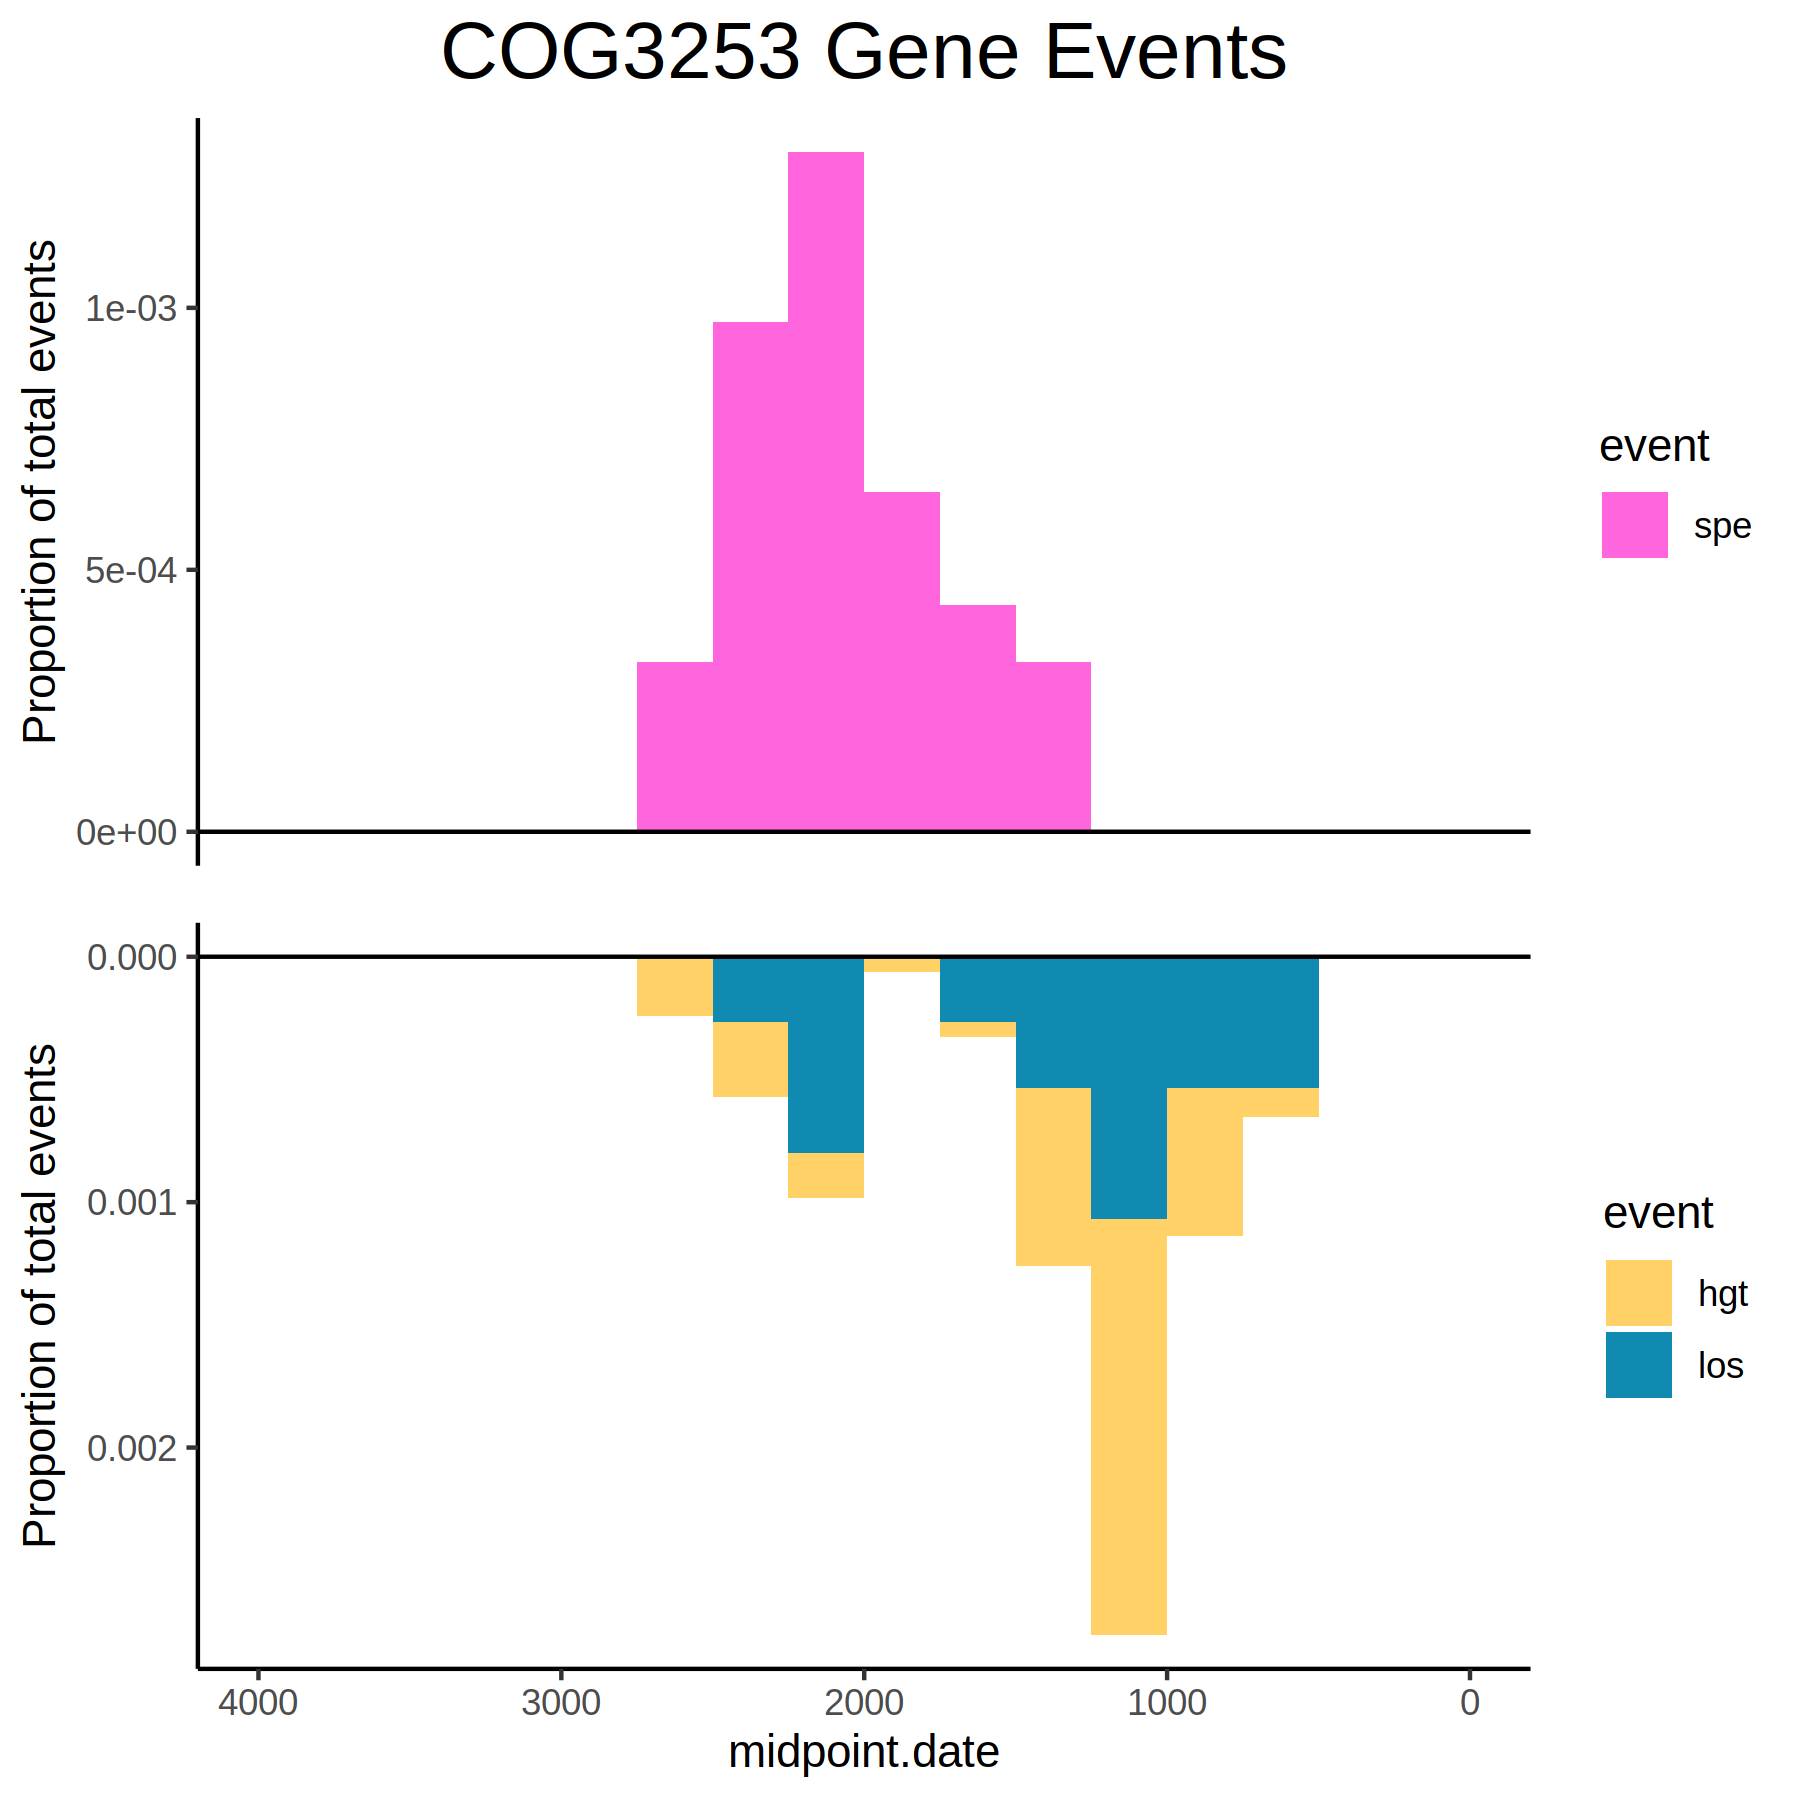 COG3253 Gene Events
Proportion of total events
1e-03
5e-04
0e+00
event
spe
Proportion of total events
0.000
0.001
0.002
event
hgt
los
4000 3000 2000 1000 0
midpoint.date